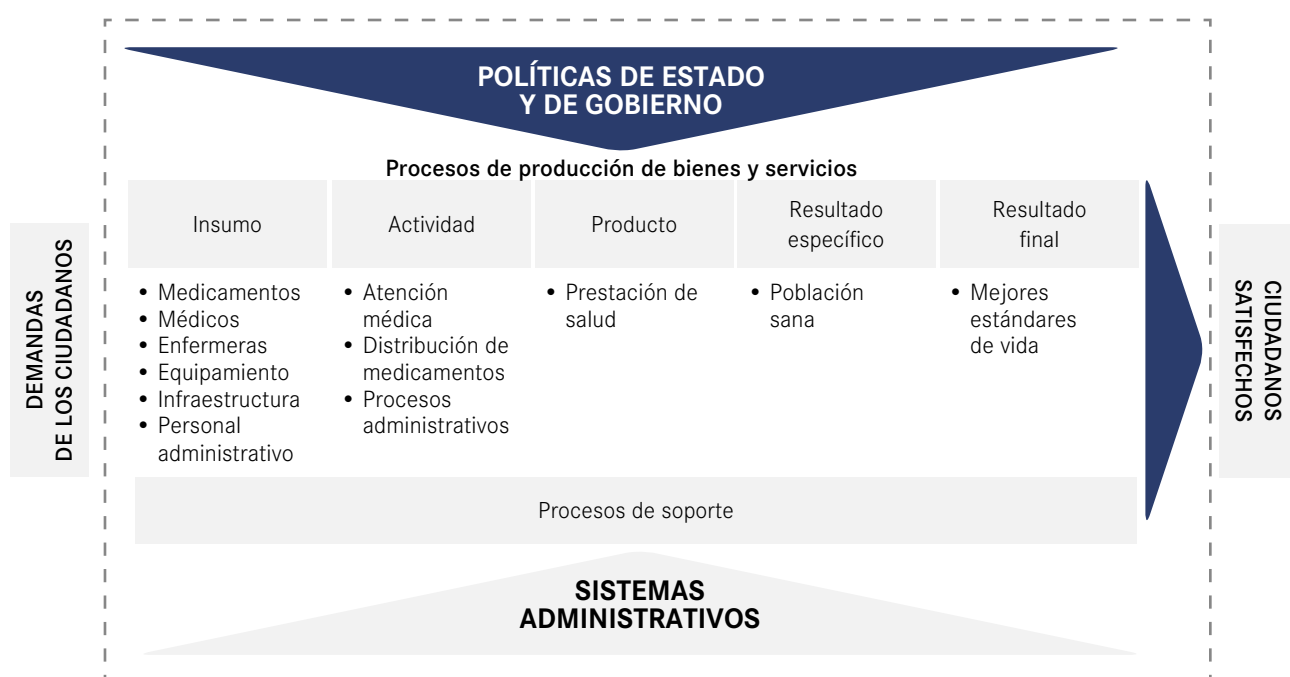 POLÍTICAS DE ESTADO
Y DE GOBIERNO
Procesos de producción de bienes y servicios
DEMANDAS
DE LOS CIUDADANOS
Insumo
Actividad
Producto
Resultado
específico
Resultado
final
• Medicamentos
• Médicos
• Enfermeras
• Equipamiento
• Infraestructura
• Personal
administrativo
• Atención
médica
• Distribución de
medicamentos
• Procesos
administrativos
• Prestación de
salud
• Población
sana
• Mejores
estándares
de vida
CIUDADANOS
SATISFECHOS
Procesos de soporte
SISTEMAS
ADMINISTRATIVOS